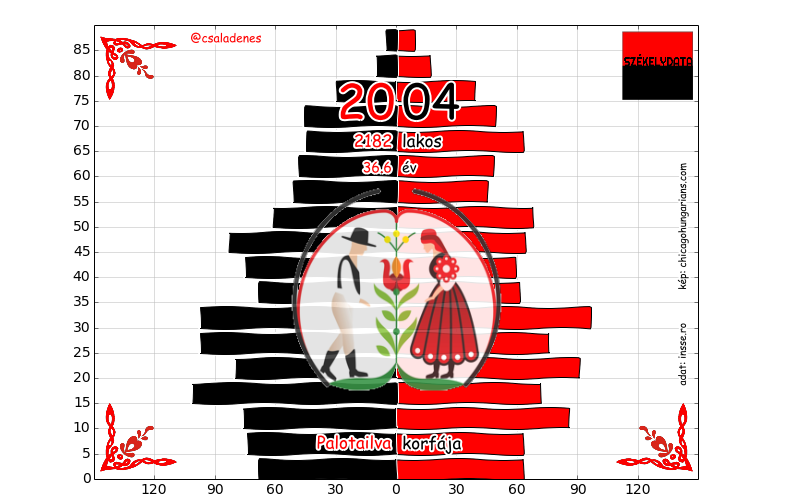 @csaladenes
SZÉKELYDATA
2004
2182 lakos
36.6 év
kép: chicagohungarians.com
adat: insse.ro
Palotailva korfája
85
80
75
70
65
60
55
50
45
40
35
30
25
20
15
10
5
0
120 90 60 30 0 30 60 90 120